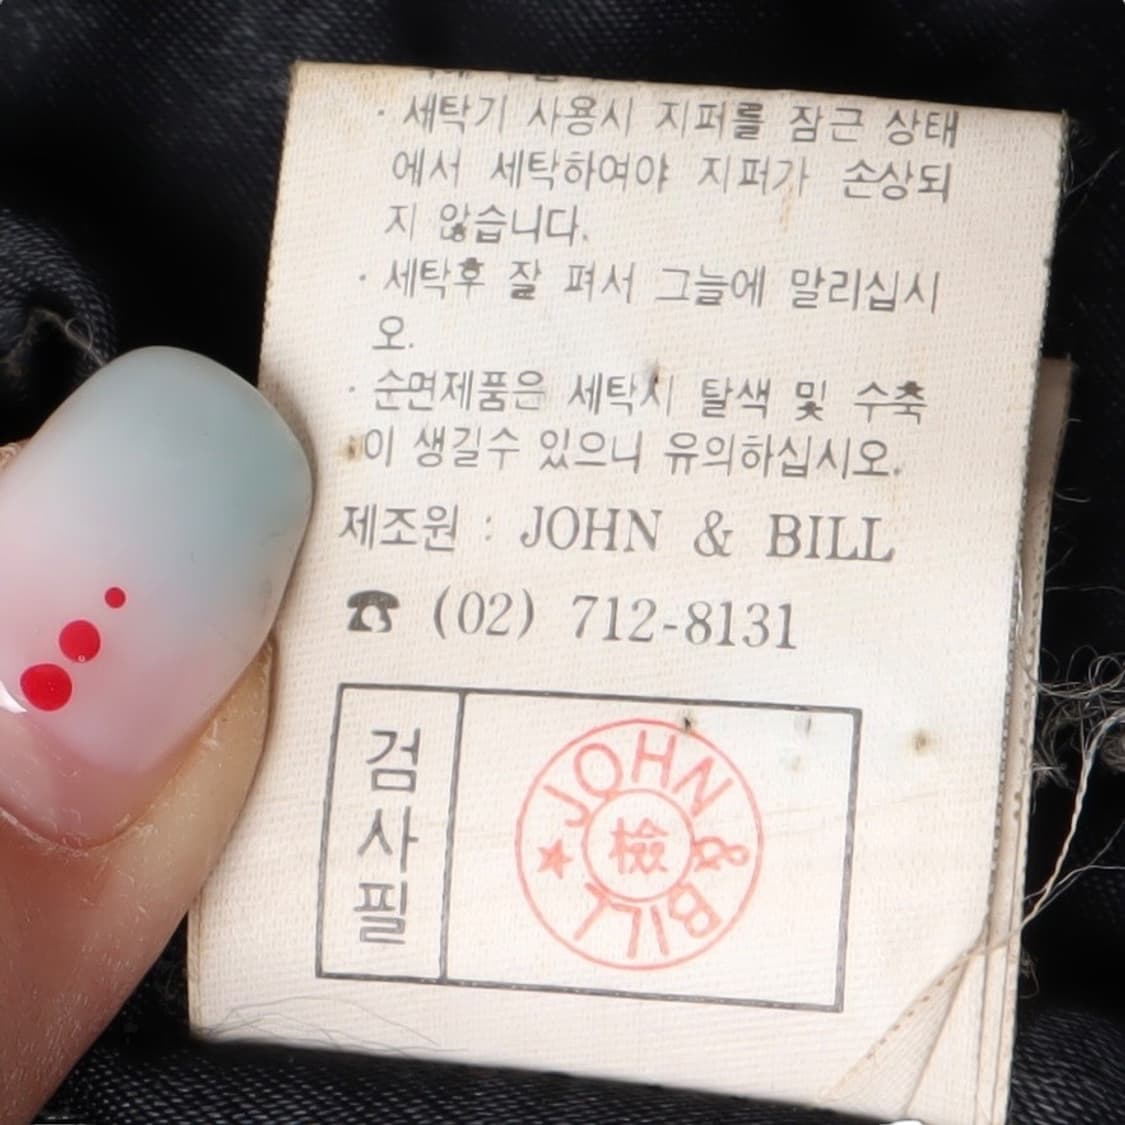 · 세탁기 사용시 지퍼를 잠근 상태
에서 세탁하여야 지퍼가 손상되
지 않습니다.
· 세탁후 잘 펴서 그늘에 말리십시
오.
· 순면제품은 세탁시 탈색 및 수축
이 생길수 있으니 유의하십시오.
제조원 : JOHN & BILL
☎ (02) 712-8131
검사필
JOHN & BILL ★
檢